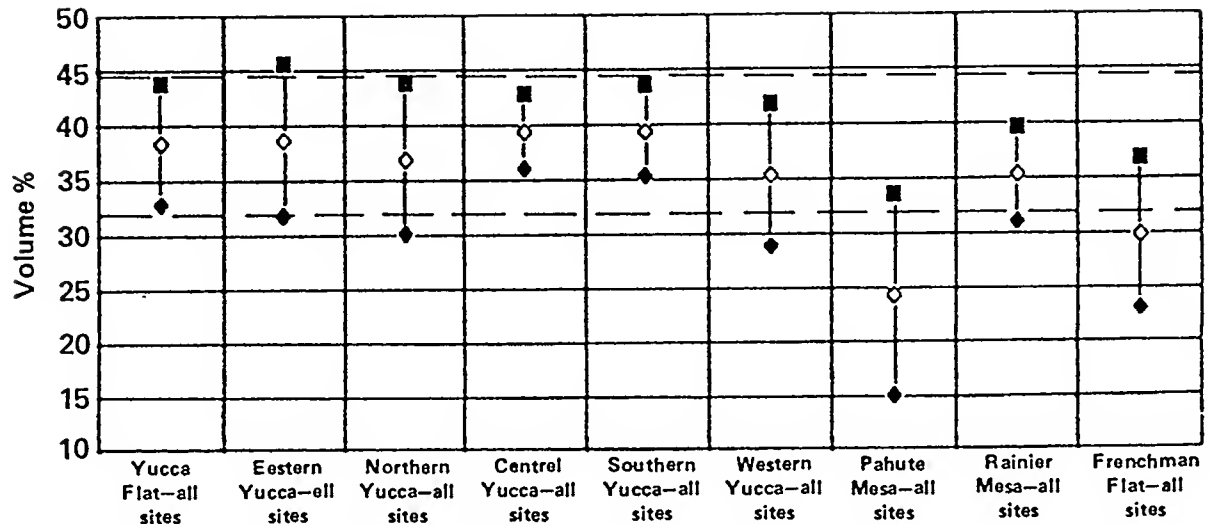 50
45
40
35
30
25
20
15
10
Volume %
Yucca Flat—all sites
Eestern Yucca—ell sites
Northern Yucca—all sites
Centrel Yucca—all sites
Southern Yucca—all sites
Western Yucca—all sites
Pahute Mesa—all sites
Rainier Mesa—all sites
Frenchman Flat—all sites